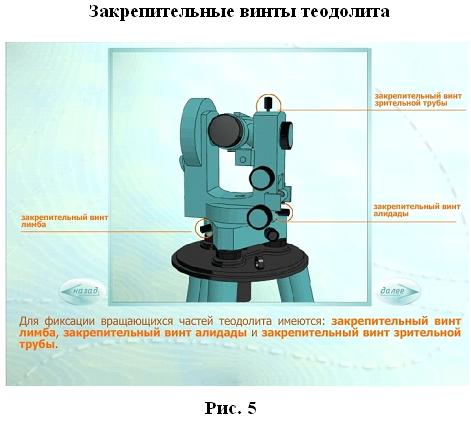 Закрепительные винты теодолита
закрепительный винт
зрительной трубы
закрепительный винт
алидады
закрепительный винт
лимба
назад
далее
Для фиксации вращающихся частей теодолита имеются: закрепительный винт
лимба, закрепительный винт алидады и закрепительный винт зрительной
трубы.
Рис. 5